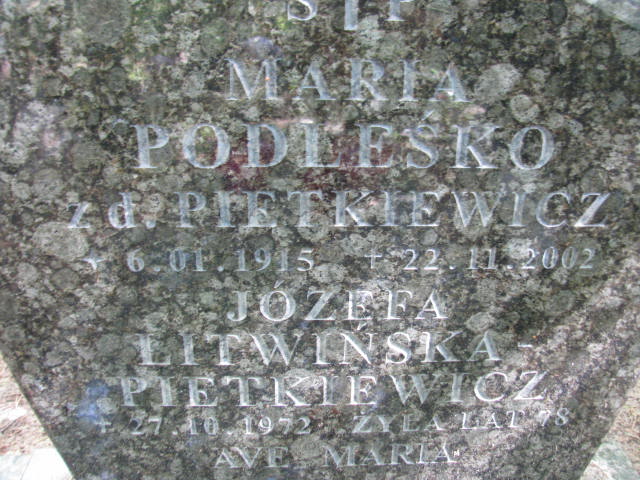 ŚP
MARIA
PODLEŚKO
z d. PIETKIEWICZ
* 6.01.1915 + 22.11.2002
JÓZEFA
LITWIŃSKA-
PIETKIEWICZ
+ 27.10.1972 ŻYŁA LAT 78
AVE MARIA